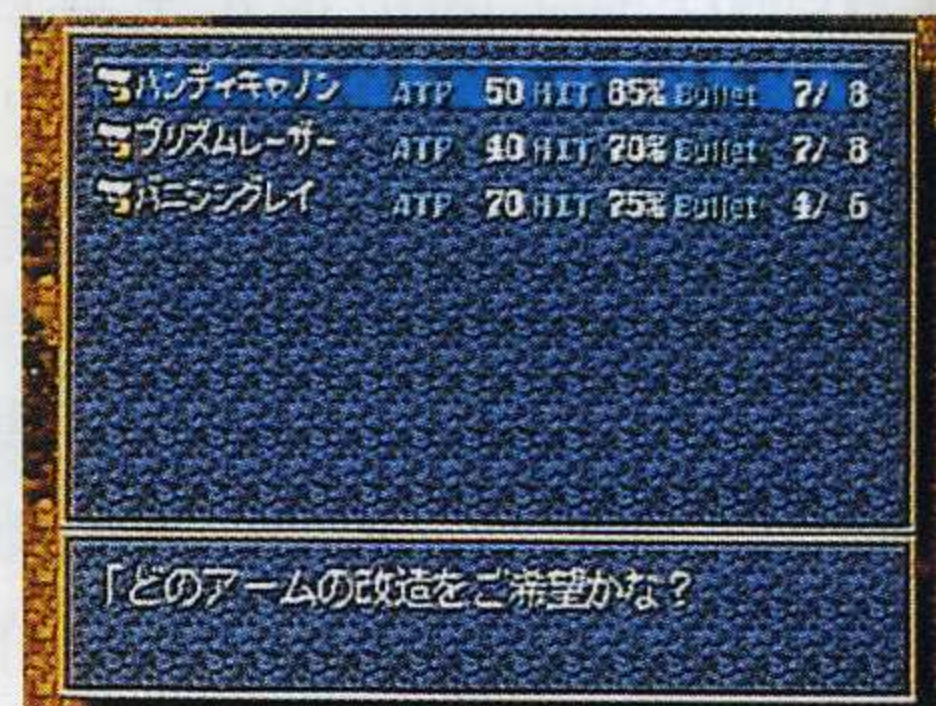 ハンディキャノン ATP 50 HIT 85% Bullet 7/ 8
プリズムレーザー ATP 40 HIT 70% Bullet 7/ 8
バニシングレイ ATP 70 HIT 75% Bullet 4/ 6
「どのアームの改造をご希望かな？